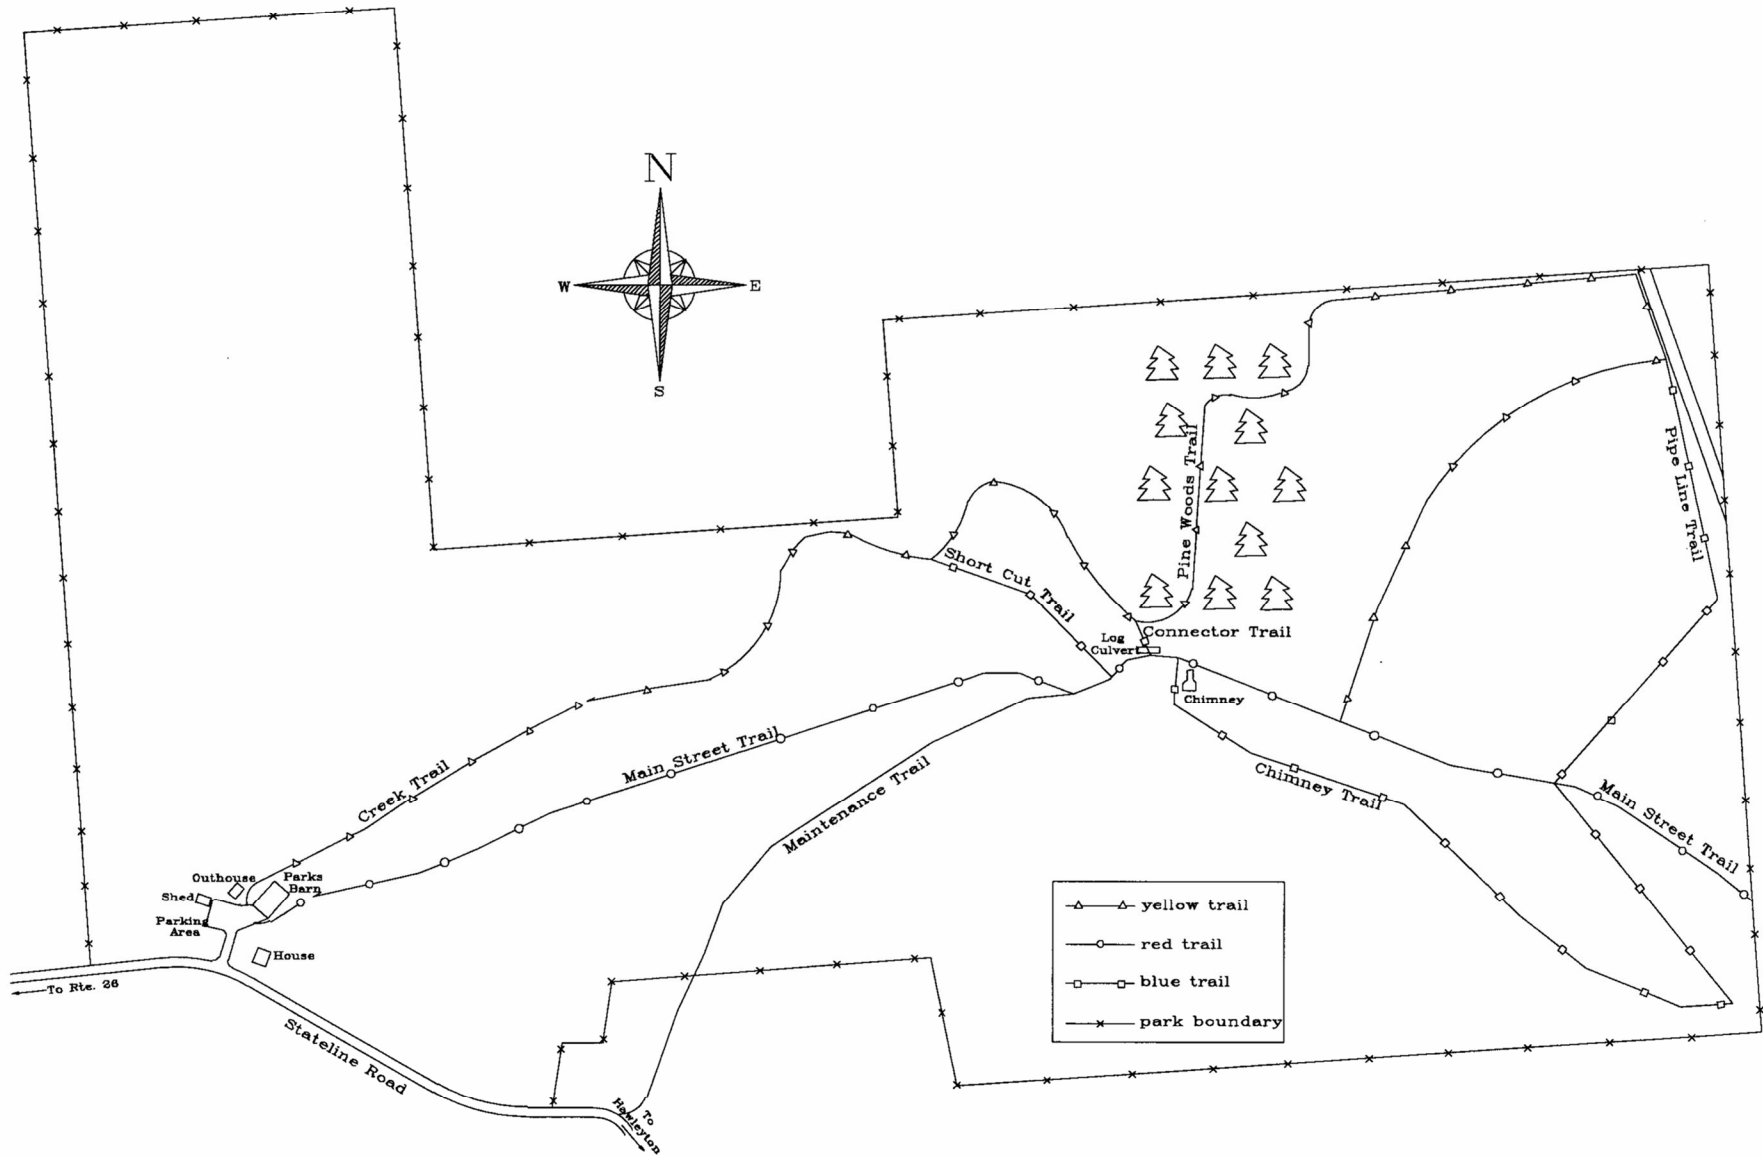 N
W
E
S
Pine Woods Trail
Pipe Line Trail
Short Cut Trail
Connector Trail
Log
Culvert
Chimney
Creek Trail
Main Street Trail
Maintenance Trail
Chimney Trail
Main Street Trail
Outhouse
Parks
Barn
Shed
Parking
Area
House
To Rte. 26
Stateline Road
To
Hawleyton
yellow trail
red trail
blue trail
park boundary